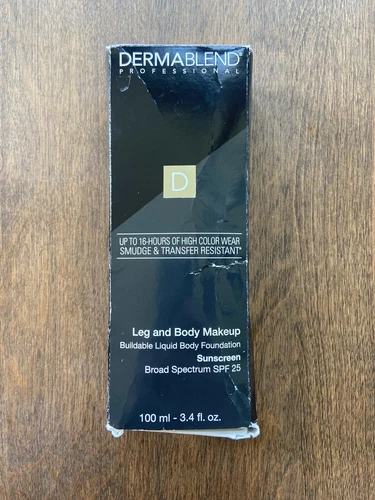 DERMABLEND®
PROFESSIONAL
D
UP TO 16-HOURS OF HIGH COLOR WEAR
SMUDGE & TRANSFER RESISTANT*
Leg and Body Makeup
Buildable Liquid Body Foundation
Sunscreen
Broad Spectrum SPF 25
100 ml - 3.4 fl. oz.